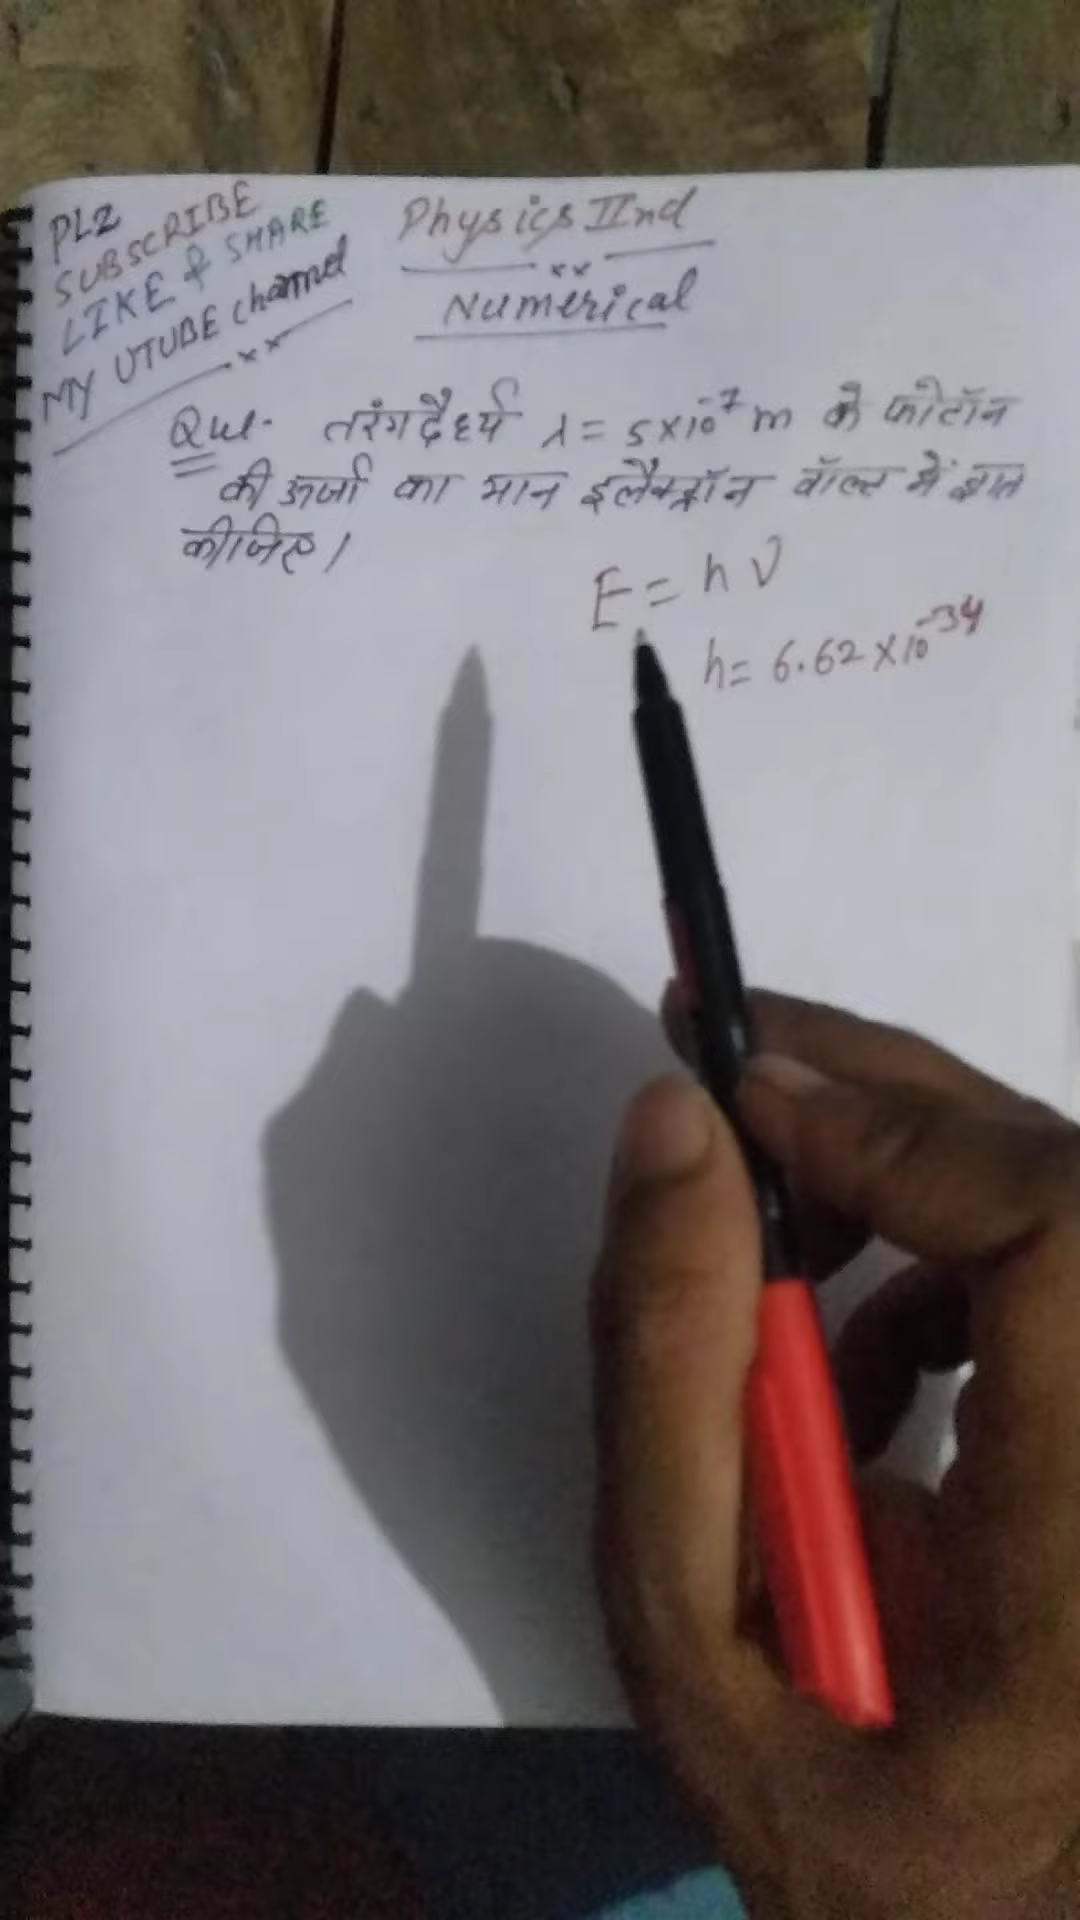 PLZ
SUBSCRIBE
LIKE & SHARE
MY UTUBE channel
Physics IInd
Numerical
Que. तरंगदैर्ध्य λ = 5×10⁻⁷ m के फोटॉन
की ऊर्जा का मान इलैक्ट्रॉन वॉल्ट में ज्ञात
कीजिए।
E = hν
h = 6.62 × 10⁻³⁴